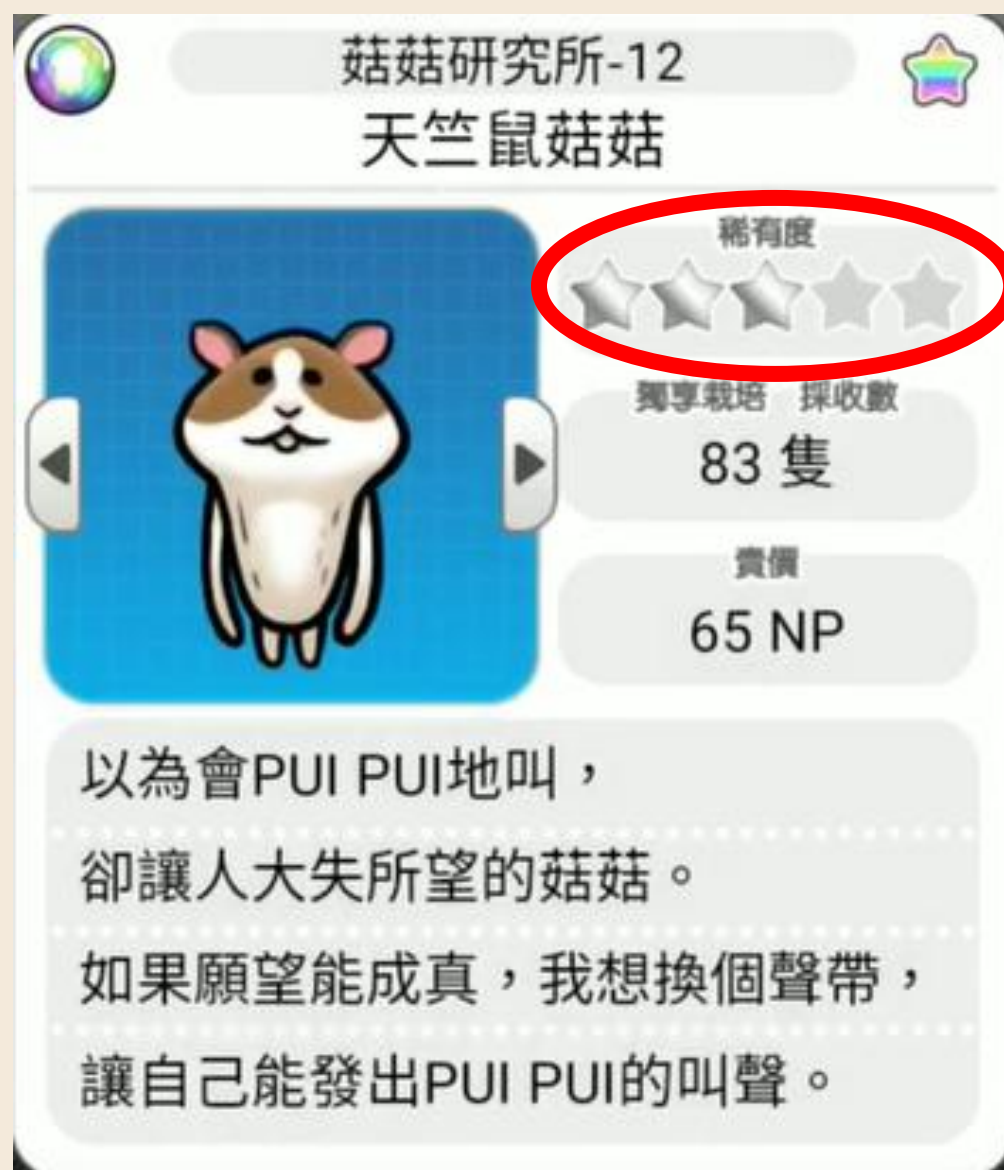 菇菇研究所-12
天竺鼠菇菇
稀有度
獨享栽培 採收數
83 隻
賣價
65 NP
以為會PUI PUI地叫，
卻讓人大失所望的菇菇。
如果願望能成真，我想換個聲帶，
讓自己能發出PUI PUI的叫聲。